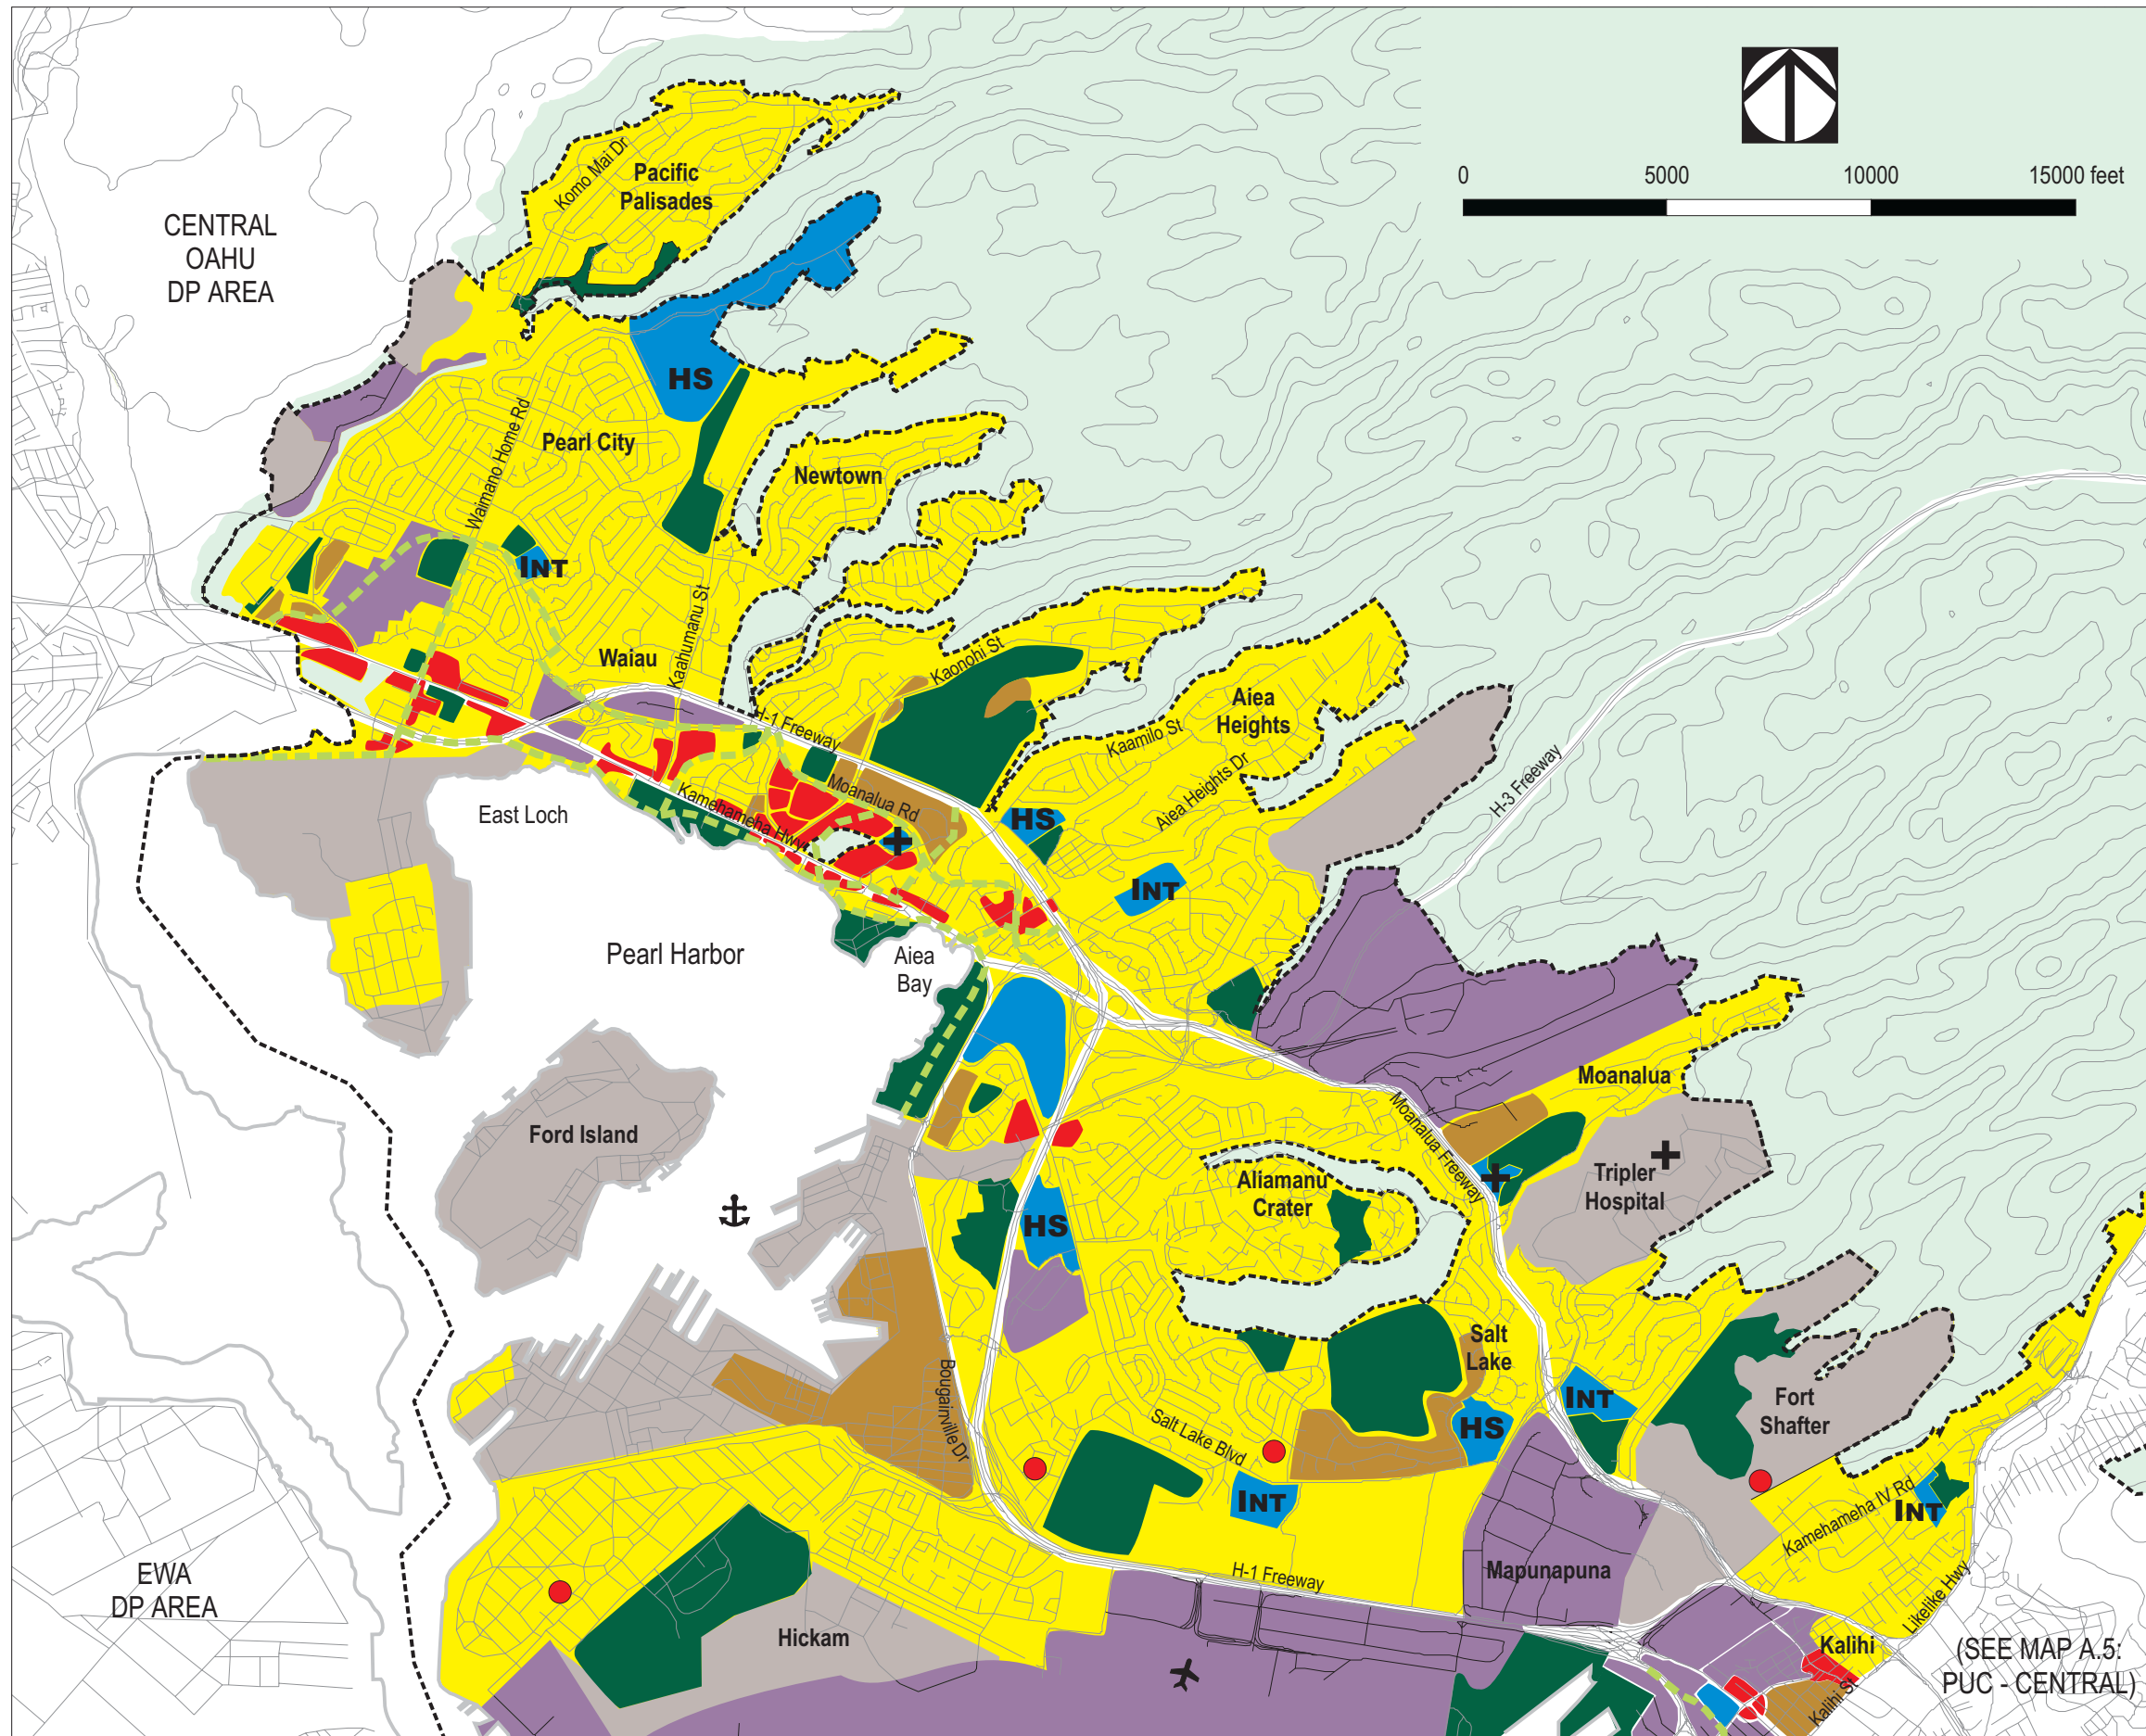 0 5000 10000 15000 feet
Komo Mai Dr
Pacific
Palisades
CENTRAL
OAHU
DP AREA
HS
Waimano Home Rd
Pearl City
Newtown
INT
Kaahumanu St
Waiau
Kaonohi St
Aiea
Heights
H-1 Freeway
Kaamilo St
Aiea Heights Dr
H-3 Freeway
Moanalua Rd
Kamehameha Hwy
East Loch
HS
INT
Pearl Harbor
Aiea
Bay
Moanalua
Moanalua Freeway
Ford Island
Tripler
Hospital
Aliamanu
Crater
HS
Salt
Lake
Bougainville Dr
INT
Fort
Shafter
Salt Lake Blvd
HS
INT
Kamehameha IV Rd
INT
Mapunapuna
H-1 Freeway
EWA
DP AREA
Likelike Hwy
Hickam
Kalihi
(SEE MAP A.5:
PUC - CENTRAL)
Kalihi St